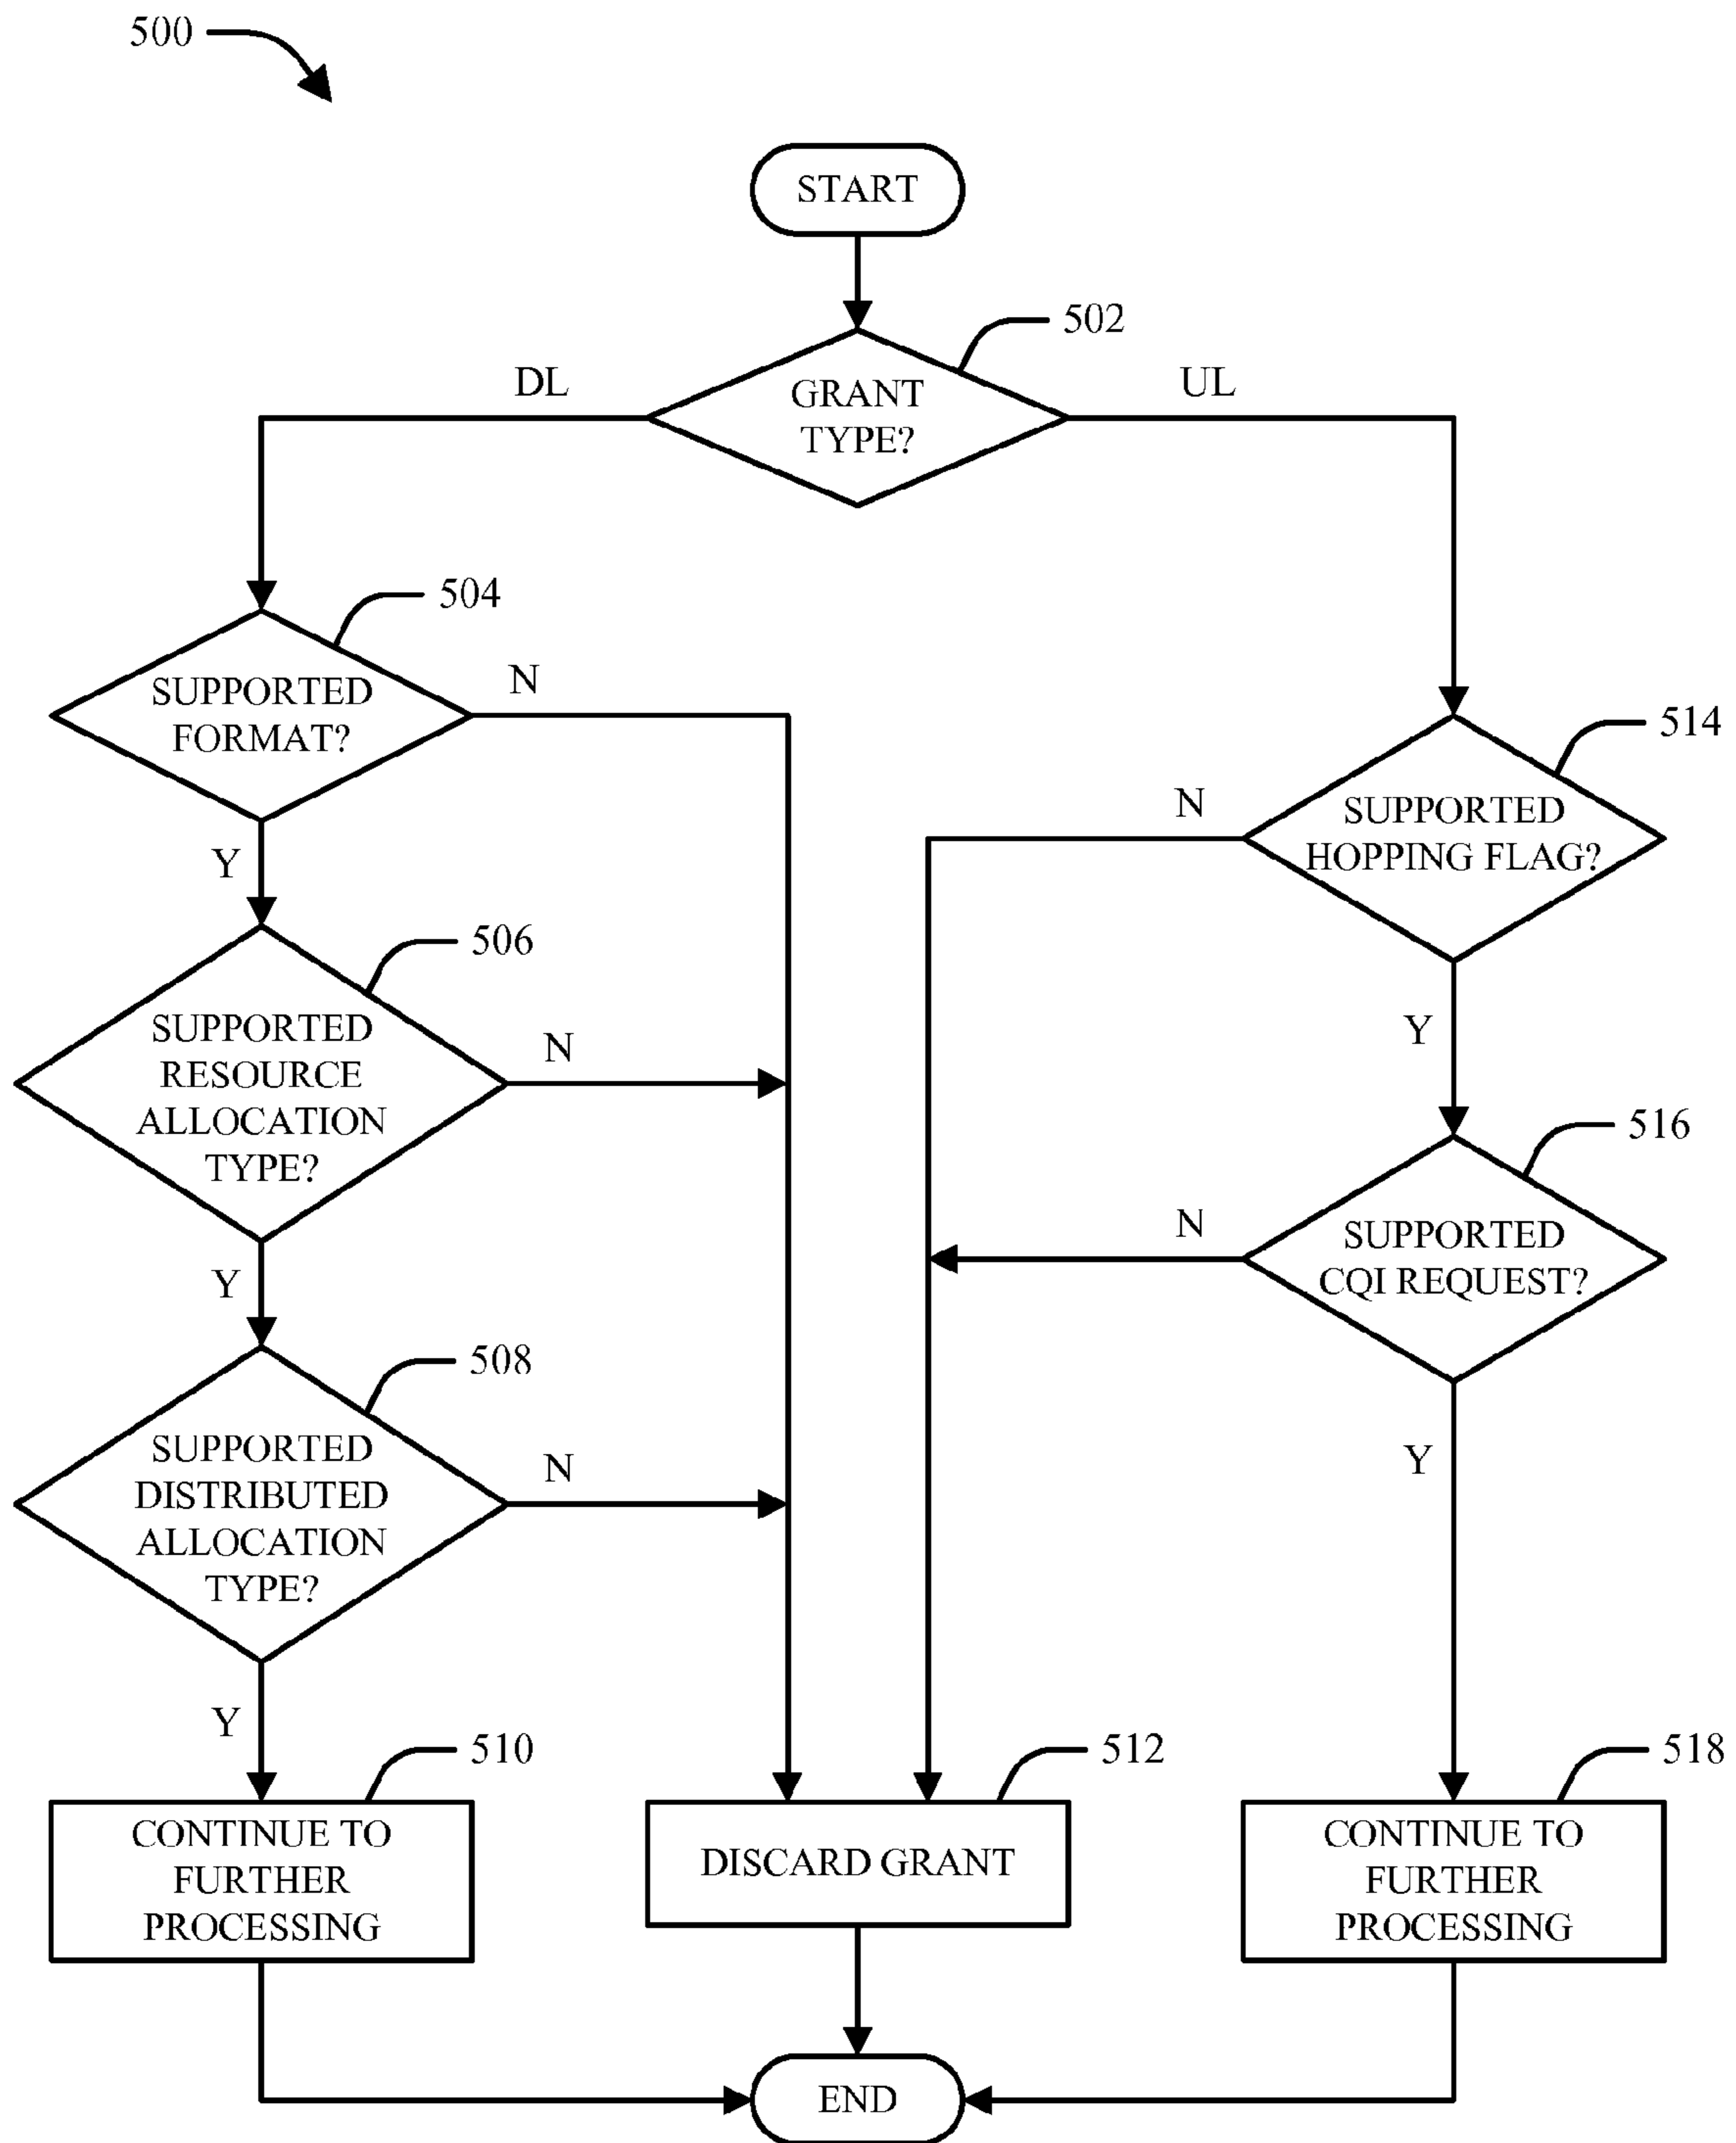 500
START
502
DL
UL
GRANT
TYPE?
504
SUPPORTED
FORMAT?
N
514
SUPPORTED
HOPPING FLAG?
N
Y
506
SUPPORTED
RESOURCE
ALLOCATION
TYPE?
N
Y
516
SUPPORTED
CQI REQUEST?
N
Y
508
SUPPORTED
DISTRIBUTED
ALLOCATION
TYPE?
N
Y
Y
510
CONTINUE TO
FURTHER
PROCESSING
512
DISCARD GRANT
518
CONTINUE TO
FURTHER
PROCESSING
END